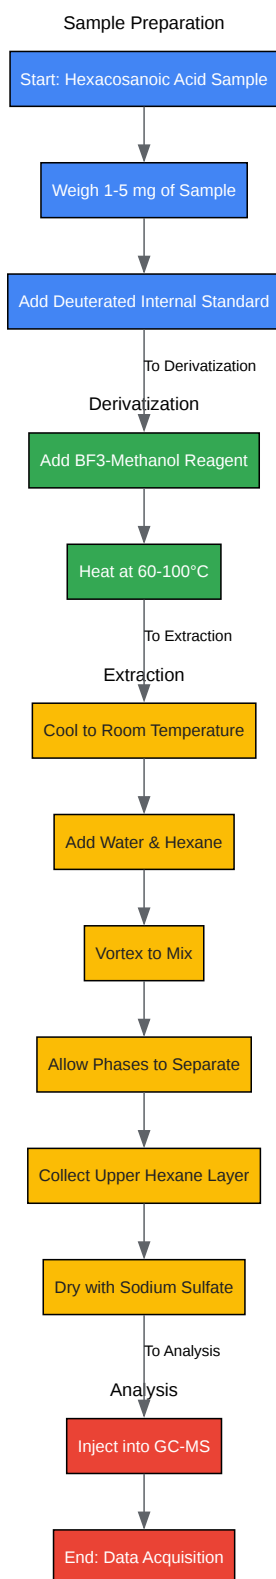 Sample Preparation
Start: Hexacosanoic Acid Sample
Weigh 1-5 mg of Sample
Add Deuterated Internal Standard
To Derivatization
Derivatization
Add BF3-Methanol Reagent
Heat at 60-100°C
To Extraction
Extraction
Cool to Room Temperature
Add Water & Hexane
Vortex to Mix
Allow Phases to Separate
Collect Upper Hexane Layer
Dry with Sodium Sulfate
To Analysis
Analysis
Inject into GC-MS
End: Data Acquisition